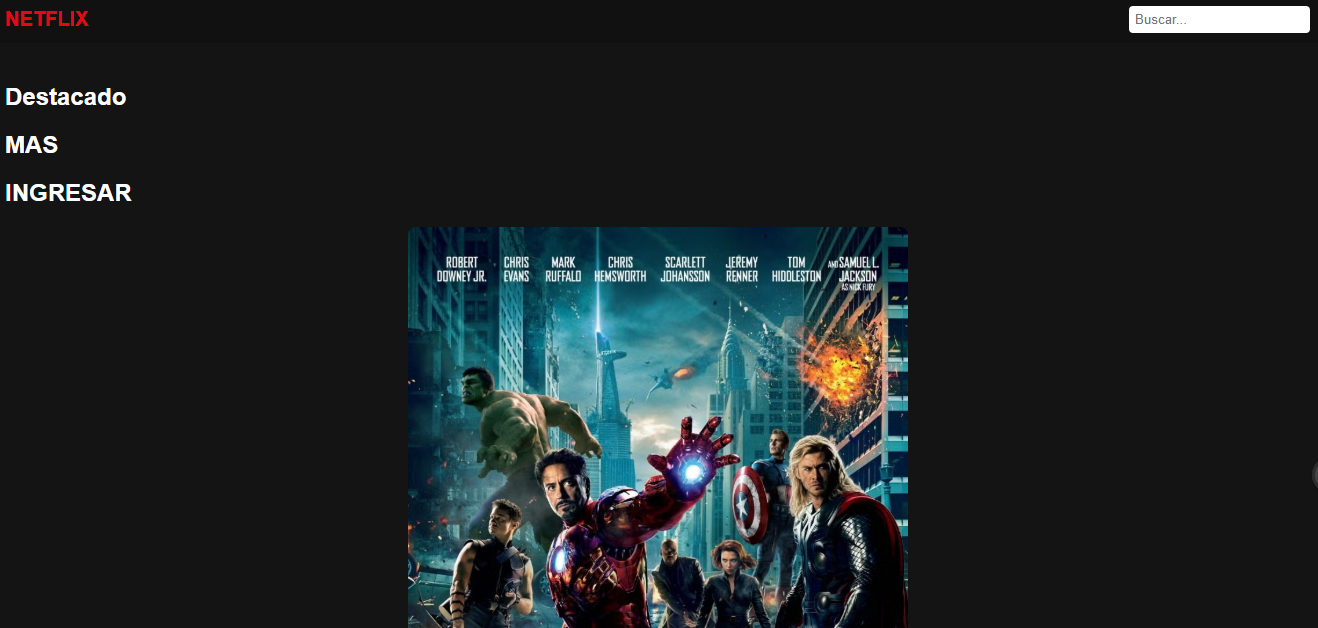 NETFLIX
Buscar...
Destacado
MAS
INGRESAR
ROBERT CHRIS MARK CHRIS SCARLETT JEREMY TOM AND SAMUEL L.
DOWNEY JR. EVANS RUFFALO HEMSWORTH JOHANSSON RENNER HIDDLESTON JACKSON
AS NICK FURY